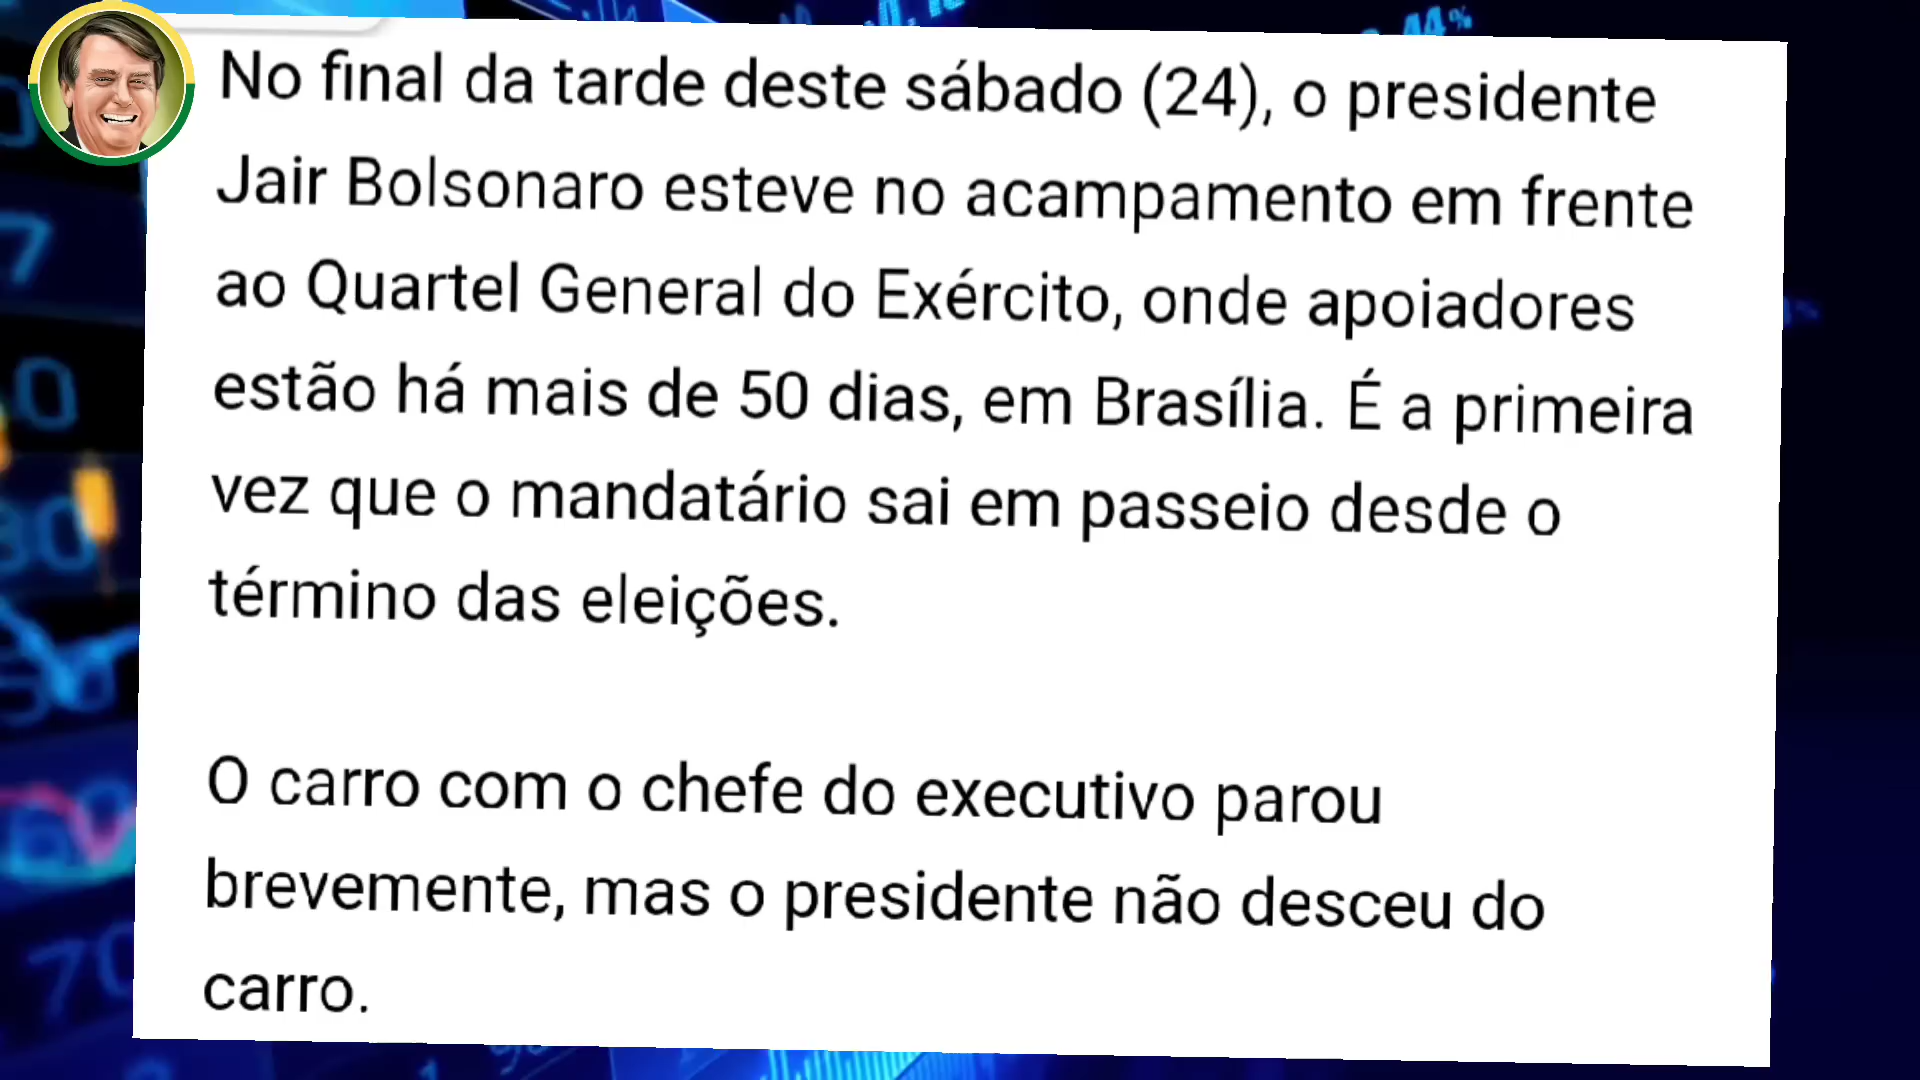 No final da tarde deste sábado (24), o presidente
Jair Bolsonaro esteve no acampamento em frente
ao Quartel General do Exército, onde apoiadores
estão há mais de 50 dias, em Brasília. É a primeira
vez que o mandatário sai em passeio desde o
término das eleições.
O carro com o chefe do executivo parou
brevemente, mas o presidente não desceu do
carro.